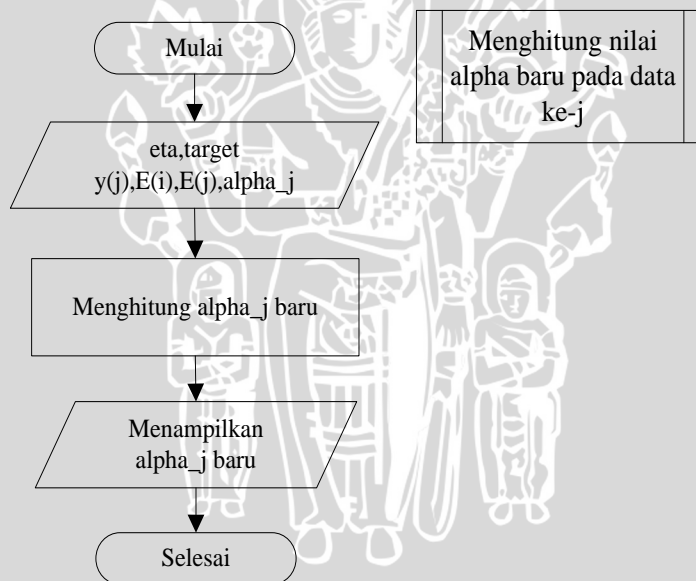 Mulai
Menghitung nilai
alpha baru pada data
ke-j
eta,target
y(j),E(i),E(j),alpha_j
Menghitung alpha_j baru
Menampilkan
alpha_j baru
Selesai